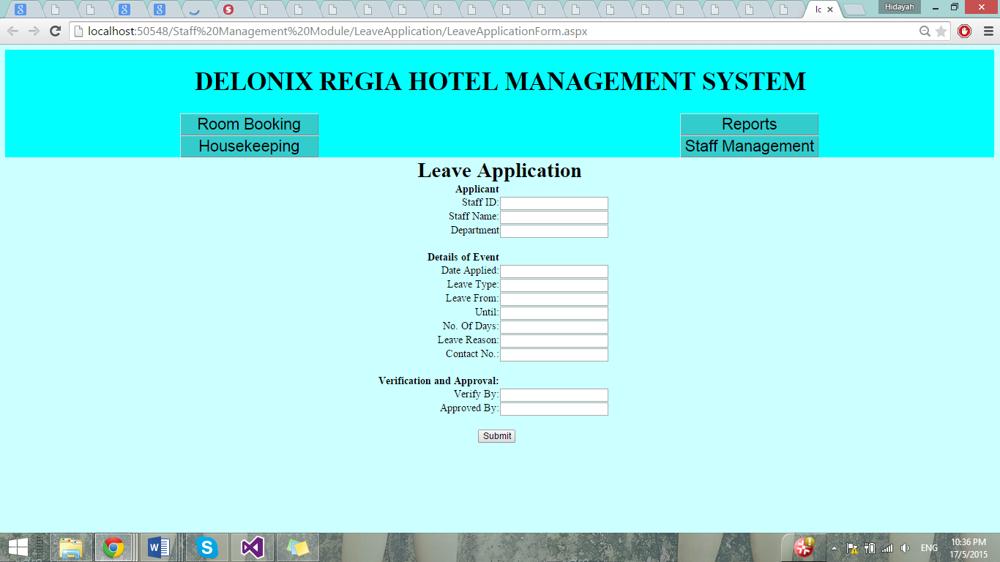 lc
Hidayah
localhost:50548/Staff%20Management%20Module/LeaveApplication/LeaveApplicationForm.aspx
DELONIX REGIA HOTEL MANAGEMENT SYSTEM
Room Booking
Reports
Housekeeping
Staff Management
Leave Application
Applicant
Staff ID:
Staff Name:
Department
Details of Event
Date Applied:
Leave Type:
Leave From:
Until:
No. Of Days:
Leave Reason:
Contact No.:
Verification and Approval:
Verify By:
Approved By:
Submit
ENG
10:36 PM
17/5/2015